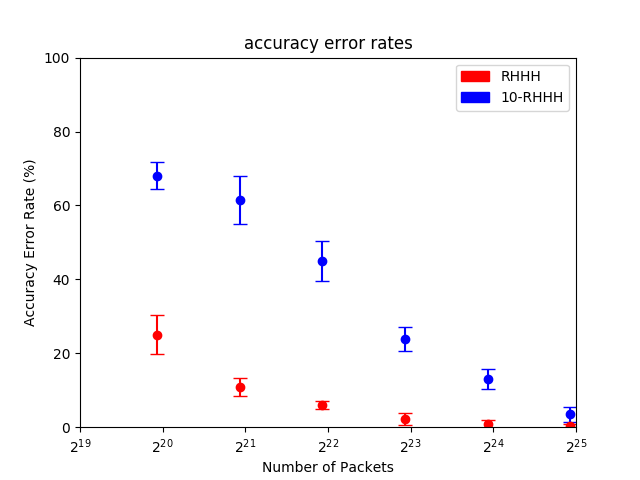 accuracy error rates
100
80
60
40
20
0
Accuracy Error Rate (%)
RHHH
10-RHHH
2^19 2^20 2^21 2^22 2^23 2^24 2^25
Number of Packets